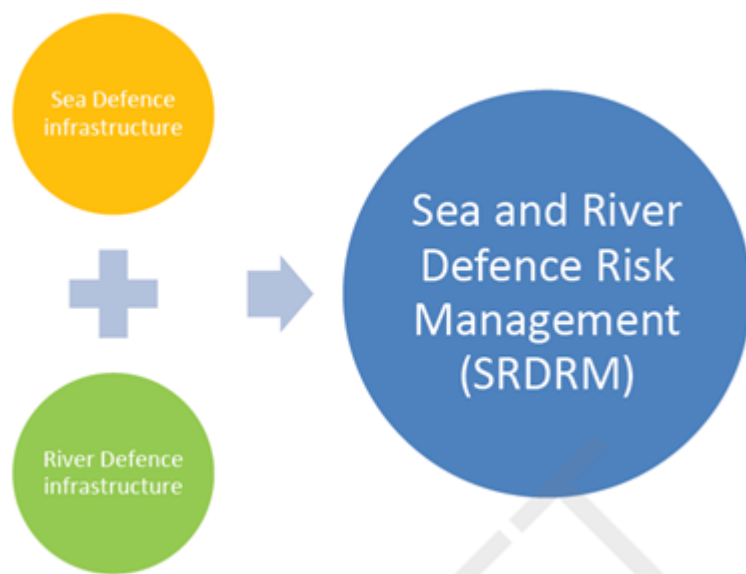 Sea Defence
infrastructure
River Defence
infrastructure
Sea and River
Defence Risk
Management
(SRDRM)